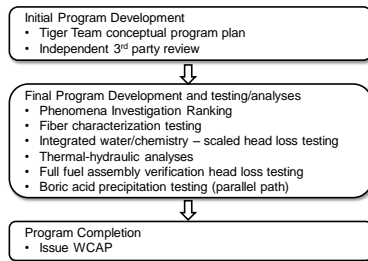 Initial Program Development
• Tiger Team conceptual program plan
• Independent 3rd party review
Final Program Development and testing/analyses
• Phenomena Investigation Ranking
• Fiber characterization testing
• Integrated water/chemistry – scaled head loss testing
• Thermal-hydraulic analyses
• Full fuel assembly verification head loss testing
• Boric acid precipitation testing (parallel path)
Program Completion
• Issue WCAP